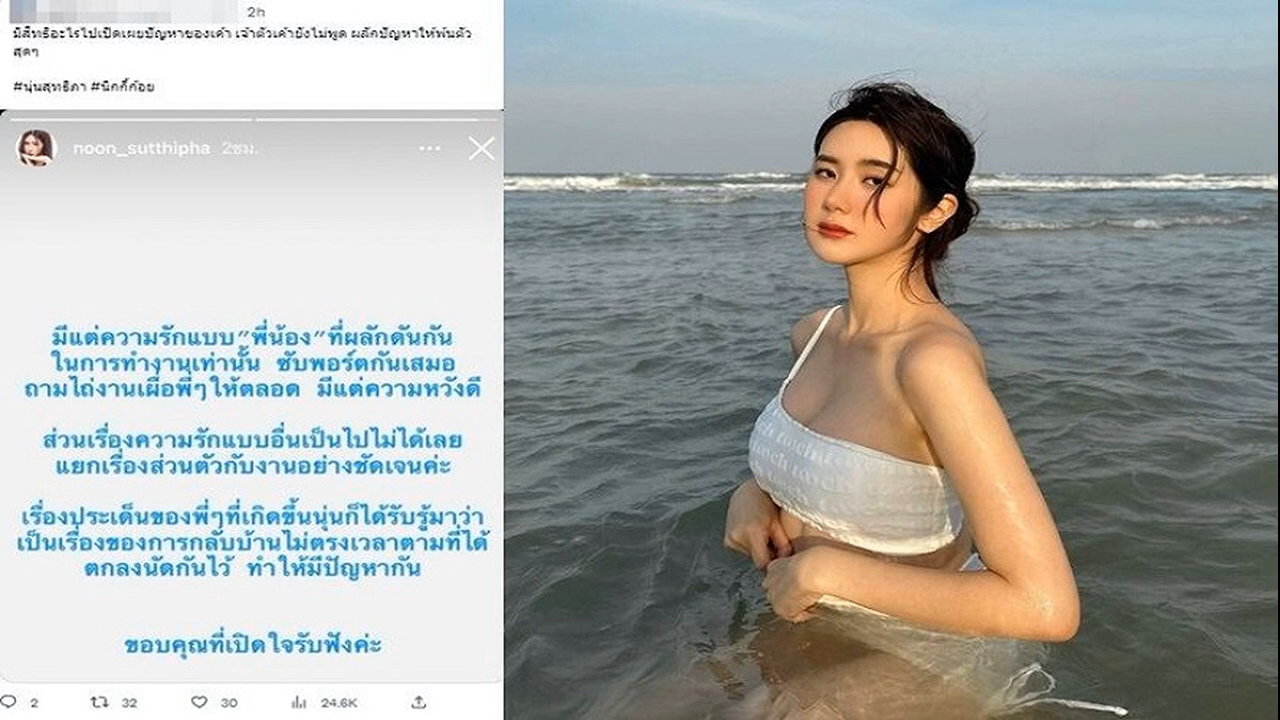 2h
มีสิทธิอะไรไปเปิดเผยปัญหาของเค้า เจ้าตัวเค้ายังไม่พูด ผลักปัญหาให้พ้นตัว
สุดๆ
#นุ่นสุทธิภา #นิกกี้ก้อย
noon_sutthipha 2ชม.
มีแต่ความรักแบบ"พี่น้อง"ที่ผลักดันกัน
ในการทำงานเท่านั้น ซับพอร์ตกันเสมอ
ถามไถ่งานเผื่อพี่ๆให้ตลอด มีแต่ความหวังดี
ส่วนเรื่องความรักแบบอื่นเป็นไปไม่ได้เลย
แยกเรื่องส่วนตัวกับงานอย่างชัดเจนค่ะ
เรื่องประเด็นของพี่ๆที่เกิดขึ้นนุ่นก็ได้รับรู้มาว่า
เป็นเรื่องของการกลับบ้านไม่ตรงเวลาตามที่ได้
ตกลงนัดกันไว้ ทำให้มีปัญหากัน
ขอบคุณที่เปิดใจรับฟังค่ะ
2 32 30 24.6K